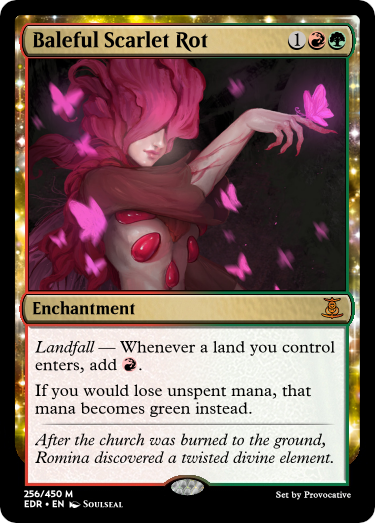 Baleful Scarlet Rot 1
Enchantment
Landfall — Whenever a land you control
enters, add .
If you would lose unspent mana, that
mana becomes green instead.
After the church was burned to the ground,
Romina discovered a twisted divine element.
256/450 M
EDR • EN Soulseal
Set by Provocative